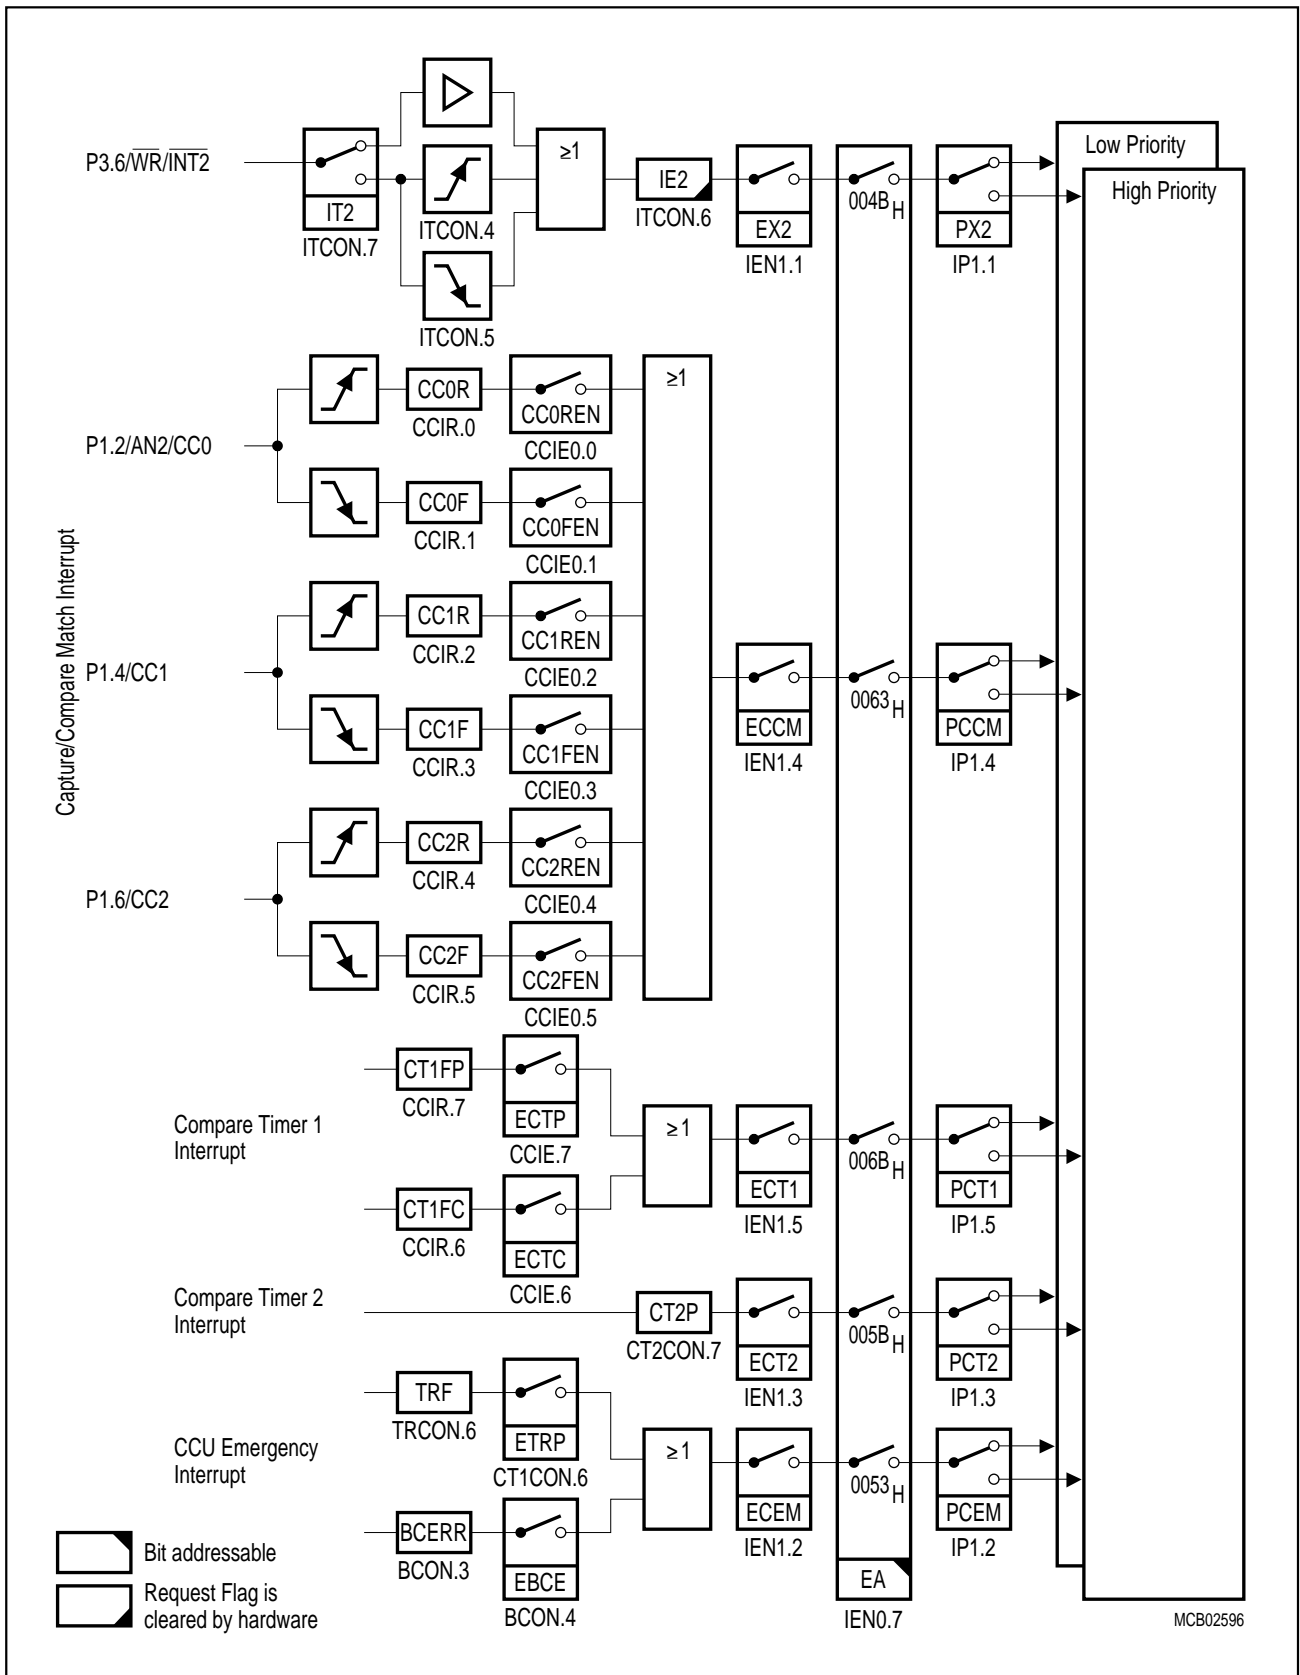 P3.6/WR/INT2
IT2
ITCON.7
ITCON.4
ITCON.5
≥1
IE2
ITCON.6
EX2
IEN1.1
004B H
PX2
IP1.1
Low Priority
High Priority
Capture/Compare Match Interrupt
P1.2/AN2/CC0
CC0R
CCIR.0
CC0REN
CCIE0.0
CC0F
CCIR.1
CC0FEN
CCIE0.1
P1.4/CC1
CC1R
CCIR.2
CC1REN
CCIE0.2
CC1F
CCIR.3
CC1FEN
CCIE0.3
P1.6/CC2
CC2R
CCIR.4
CC2REN
CCIE0.4
CC2F
CCIR.5
CC2FEN
CCIE0.5
≥1
ECCM
IEN1.4
0063 H
PCCM
IP1.4
Compare Timer 1
Interrupt
CT1FP
CCIR.7
ECTP
CCIE.7
CT1FC
CCIR.6
ECTC
CCIE.6
≥1
ECT1
IEN1.5
006B H
PCT1
IP1.5
Compare Timer 2
Interrupt
CT2P
CT2CON.7
ECT2
IEN1.3
005B H
PCT2
IP1.3
CCU Emergency
Interrupt
TRF
TRCON.6
ETRP
CT1CON.6
BCERR
BCON.3
EBCE
BCON.4
≥1
ECEM
IEN1.2
0053 H
PCEM
IP1.2
EA
IEN0.7
Bit addressable
Request Flag is
cleared by hardware
MCB02596